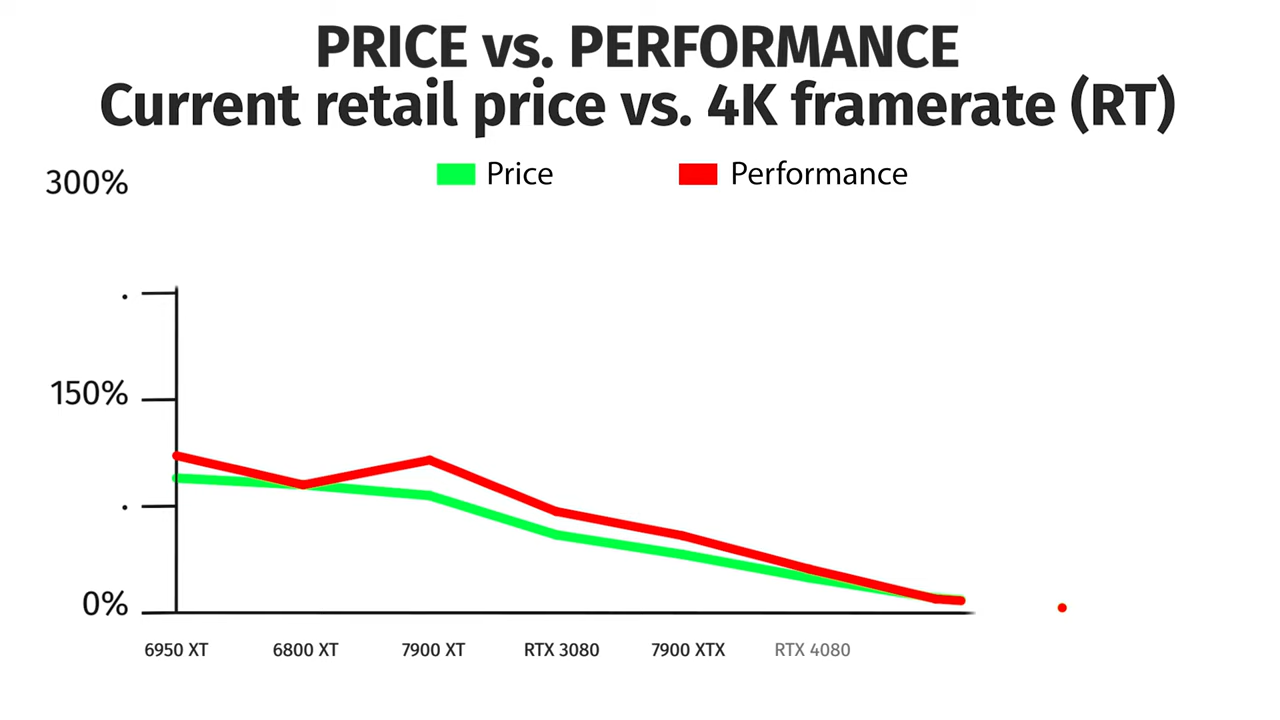 PRICE vs. PERFORMANCE
Current retail price vs. 4K framerate (RT)
Price
Performance
300%
150%
0%
6950 XT
6800 XT
7900 XT
RTX 3080
7900 XTX
RTX 4080